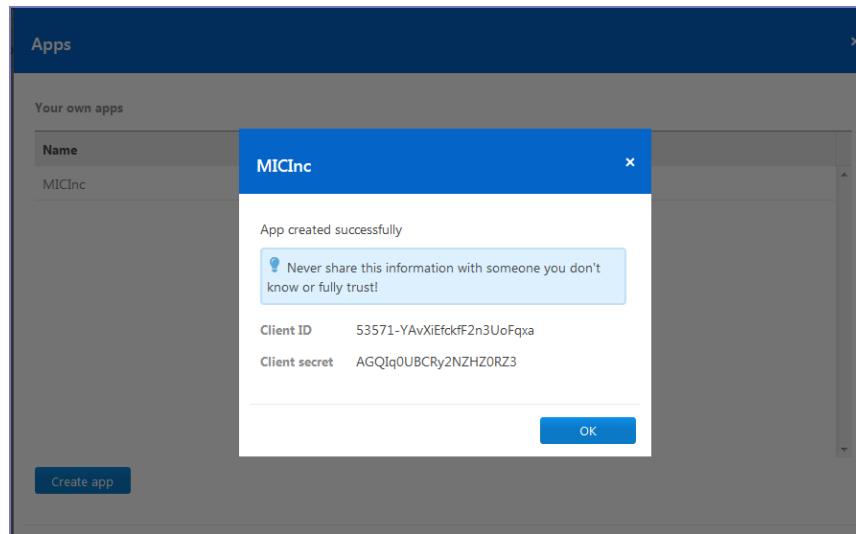 Apps
×
Your own apps
Name
MICInc
MICInc
×
App created successfully
Never share this information with someone you don't
know or fully trust!
Client ID 53571-YAvXiEfckfF2n3UoFqxa
Client secret AGQIq0UBCRy2NZHZ0RZ3
OK
Create app